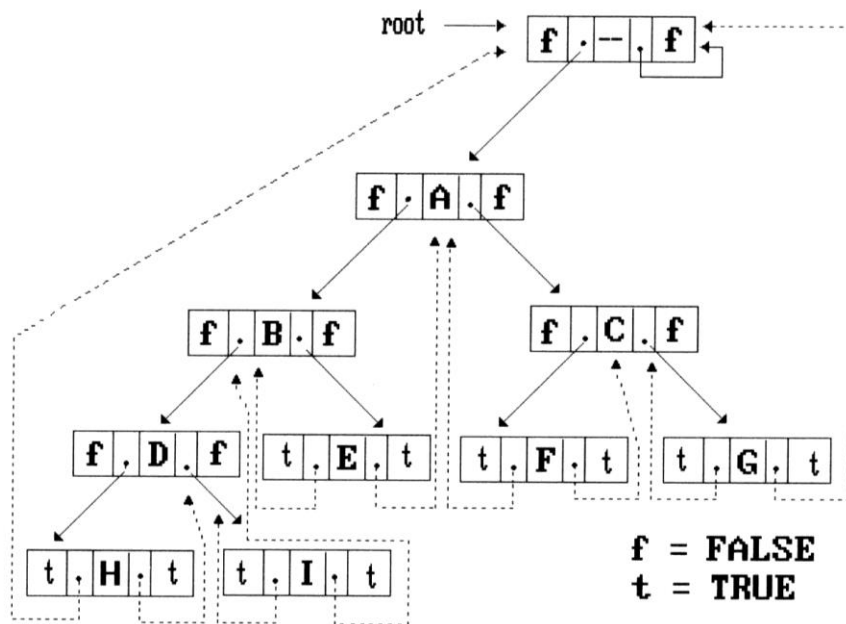 root
f . -- . f
f . A . f
f . B . f
f . C . f
f . D . f
t . E . t
t . F . t
t . G . t
t . H . t
t . I . t
f = FALSE
t = TRUE